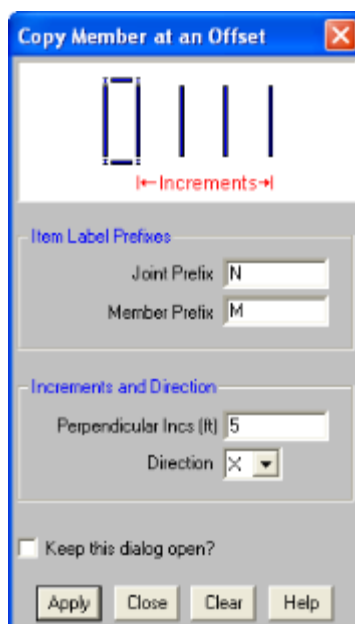 Copy Member at an Offset
Increments
Item Label Prefixes
Joint Prefix N
Member Prefix M
Increments and Direction
Perpendicular Incs (ft) 5
Direction X
Keep this dialog open?
Apply Close Clear Help